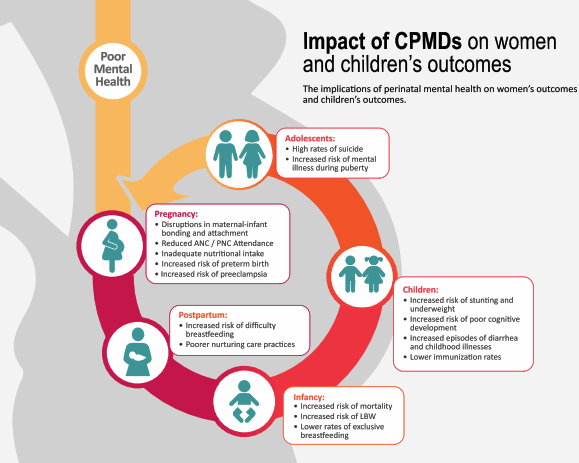 Poor
Mental
Health
Impact of CPMDs on women
and children's outcomes
The implications of perinatal mental health on women's outcomes
and children's outcomes.
Adolescents:
• High rates of suicide
• Increased risk of mental
illness during puberty
Pregnancy:
• Disruptions in maternal-infant
bonding and attachment
• Reduced ANC / PNC Attendance
• Inadequate nutritional intake
• Increased risk of preterm birth
• Increased risk of preeclampsia
Children:
• Increased risk of stunting and
underweight
• Increased risk of poor cognitive
development
• Increased episodes of diarrhea
and childhood illnesses
• Lower immunization rates
Postpartum:
• Increased risk of difficulty
breastfeeding
• Poorer nurturing care practices
Infancy:
• Increased risk of mortality
• Increased risk of LBW
• Lower rates of exclusive
breastfeeding